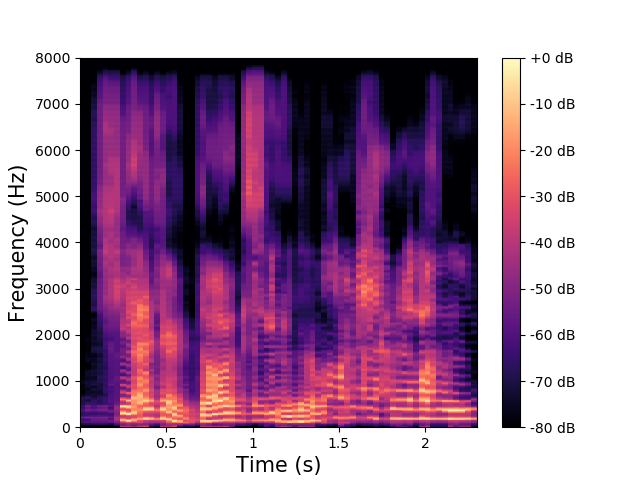 8000
7000
6000
5000
4000
3000
2000
1000
0
Frequency (Hz)
0
0.5
1
1.5
2
Time (s)
+0 dB
-10 dB
-20 dB
-30 dB
-40 dB
-50 dB
-60 dB
-70 dB
-80 dB